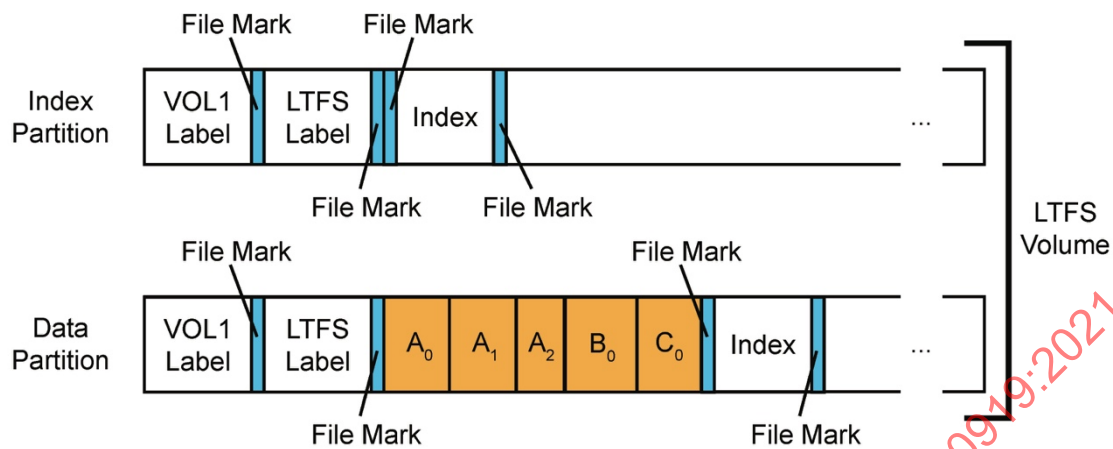 File Mark
File Mark
Index
Partition
VOL1
Label
LTFS
Label
Index
...
File Mark
File Mark
LTFS
Volume
File Mark
File Mark
Data
Partition
VOL1
Label
LTFS
Label
A₀
A₁
A₂
B₀
C₀
Index
...
File Mark
File Mark
0919:2021